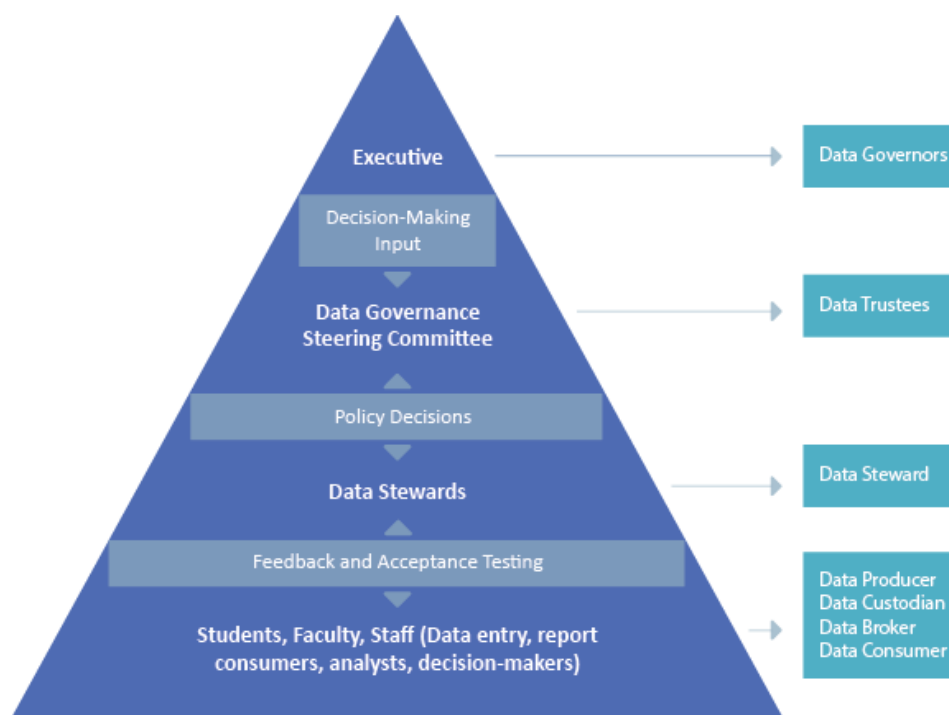 Executive
Data Governors
Decision-Making
Input
Data Governance
Steering Committee
Data Trustees
Policy Decisions
Data Stewards
Data Steward
Feedback and Acceptance Testing
Students, Faculty, Staff (Data entry, report
consumers, analysts, decision-makers)
Data Producer
Data Custodian
Data Broker
Data Consumer